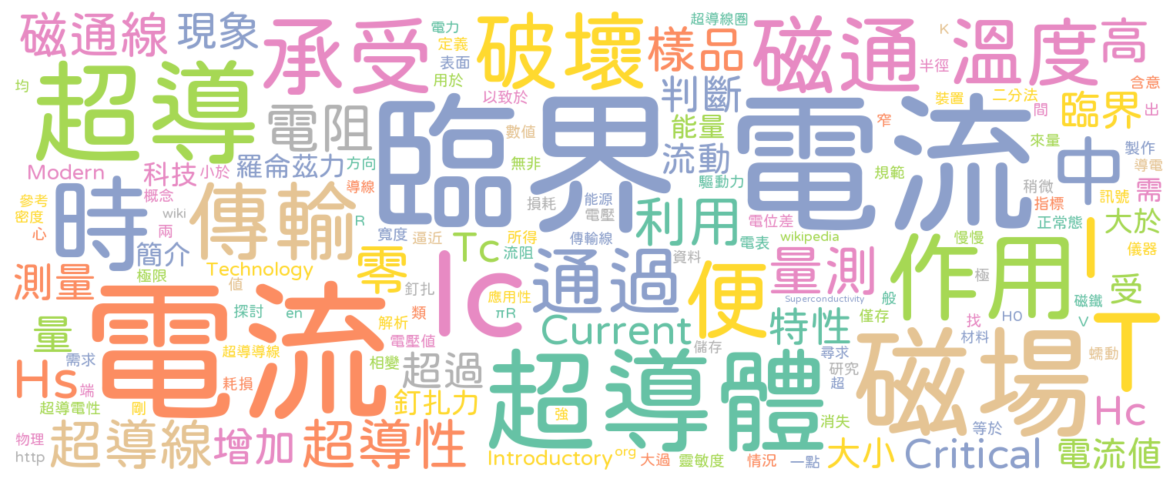 磁通線
現象
承受
電力
定義
表面
用於
破壞
樣品
超導線圈
磁通
半徑
K
溫度
高
含意
均
超導
電阻
以致於
臨界電流
數值
無非
判斷
能量
流動
驅動力
窄
裝置
二分法
規範
間
臨界
出
來量
中
製作
導電
Modern
科技
小於
羅侖茲力
方向
導線
概念
參考
密度
心
時
wiki
兩
傳輸
R
損耗
能源
電壓
利用
電位差
稍微
指標
正常態
需
訊號
大於
簡介
寬度
逼近
Tc
所得
流阻
傳輸線
電表
wikipedia
慢慢
I
儀器
測量
極限
Technology
值
零
釘扎
Ic
應用性
πR
通過
資料
便
量測
Superconductivity
作用
般
極
僅存
磁鐵
受
T
量
探討
en
電流
類
解析
電壓值
Current
特性
找
材料
H0
V
蠕動
需求
超導導線
相變
超過
超導體
儲存
尋求
研究
超
磁場
Hs
端
耗損
超導電性
剛
釘扎力
強
消失
等於
Hc
物理
http
超導線
增加
超導性
Introductory
org
大過
靈敏度
情況
一點
大小
Critical
電流值